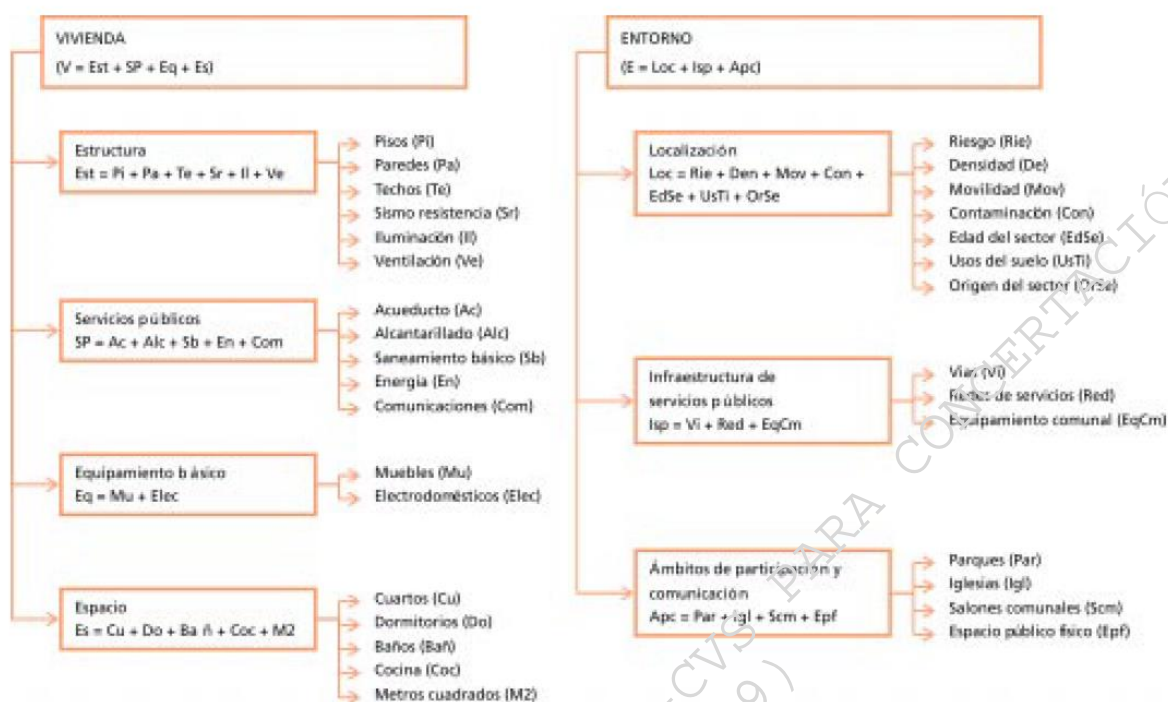 VIVIENDA
(V = Est + SP + Eq + Es)
Estructura
Est = Pi + Pa + Te + Sr + Il + Ve
Pisos (Pi)
Paredes (Pa)
Techos (Te)
Sismo resistencia (Sr)
Iluminación (Il)
Ventilación (Ve)
Servicios públicos
SP = Ac + Alc + Sb + En + Com
Acueducto (Ac)
Alcantarillado (Alc)
Saneamiento básico (Sb)
Energía (En)
Comunicaciones (Com)
Equipamiento básico
Eq = Mu + Elec
Muebles (Mu)
Electrodomésticos (Elec)
Espacio
Es = Cu + Do + Ba ñ + Coc + M2
Cuartos (Cu)
Dormitorios (Do)
Baños (Bañ)
Cocina (Coc)
Metros cuadrados (M2)
ENTORNO
(E = Loc + Isp + Apc)
Localización
Loc = Rie + Den + Mov + Con +
EdSe + UsTi + OrSe
Riesgo (Rie)
Densidad (De)
Movilidad (Mov)
Contaminación (Con)
Edad del sector (EdSe)
Usos del suelo (UsTi)
Origen del sector (OrSe)
Infraestructura de
servicios públicos
Isp = Vi + Red + EqCm
Vías (Vi)
Redes de servicios (Red)
Equipamiento comunal (EqCm)
Ámbitos de participación y
comunicación
Apc = Par + igl + Scm + Epf
Parques (Par)
Iglesias (Igl)
Salones comunales (Scm)
Espacio público físico (Epf)
CVS PARA CONCERTACIÓN
9)